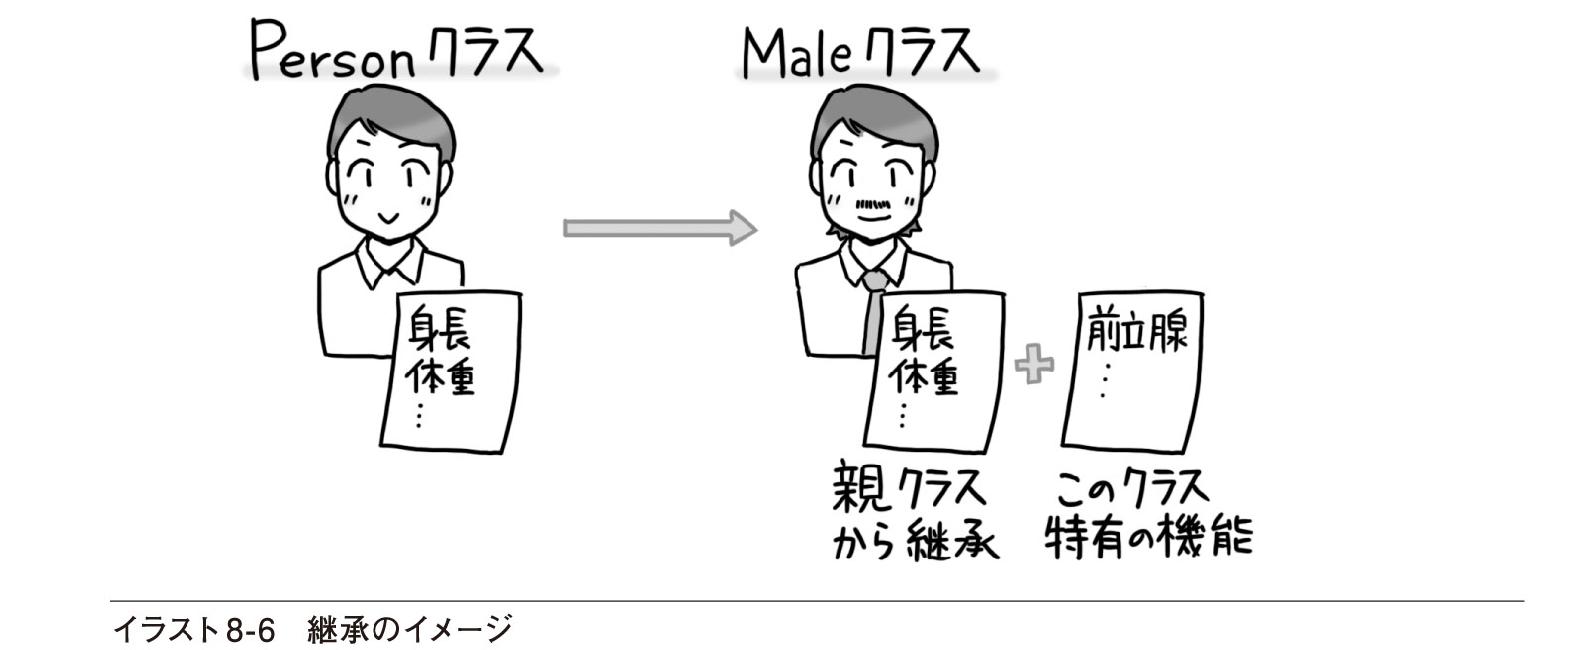 Personクラス
Maleクラス
身長
体重
⋮
身長
体重
⋮
前立腺
⋮
親クラス
から継承
このクラス
特有の機能
イラスト8-6　継承のイメージ